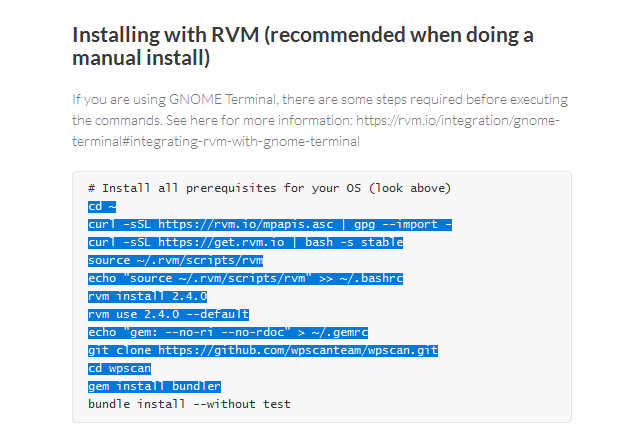 Installing with RVM (recommended when doing a
manual install)
If you are using GNOME Terminal, there are some steps required before executing
the commands. See here for more information: https://rvm.io/integration/gnome-
terminal#integrating-rvm-with-gnome-terminal
# Install all prerequisites for your OS (look above)
cd ~
curl -sSL https://rvm.io/mpapis.asc | gpg --import -
curl -sSL https://get.rvm.io | bash -s stable
source ~/.rvm/scripts/rvm
echo "source ~/.rvm/scripts/rvm" >> ~/.bashrc
rvm install 2.4.0
rvm use 2.4.0 --default
echo "gem: --no-ri --no-rdoc" > ~/.gemrc
git clone https://github.com/wpscanteam/wpscan.git
cd wpscan
gem install bundler
bundle install --without test